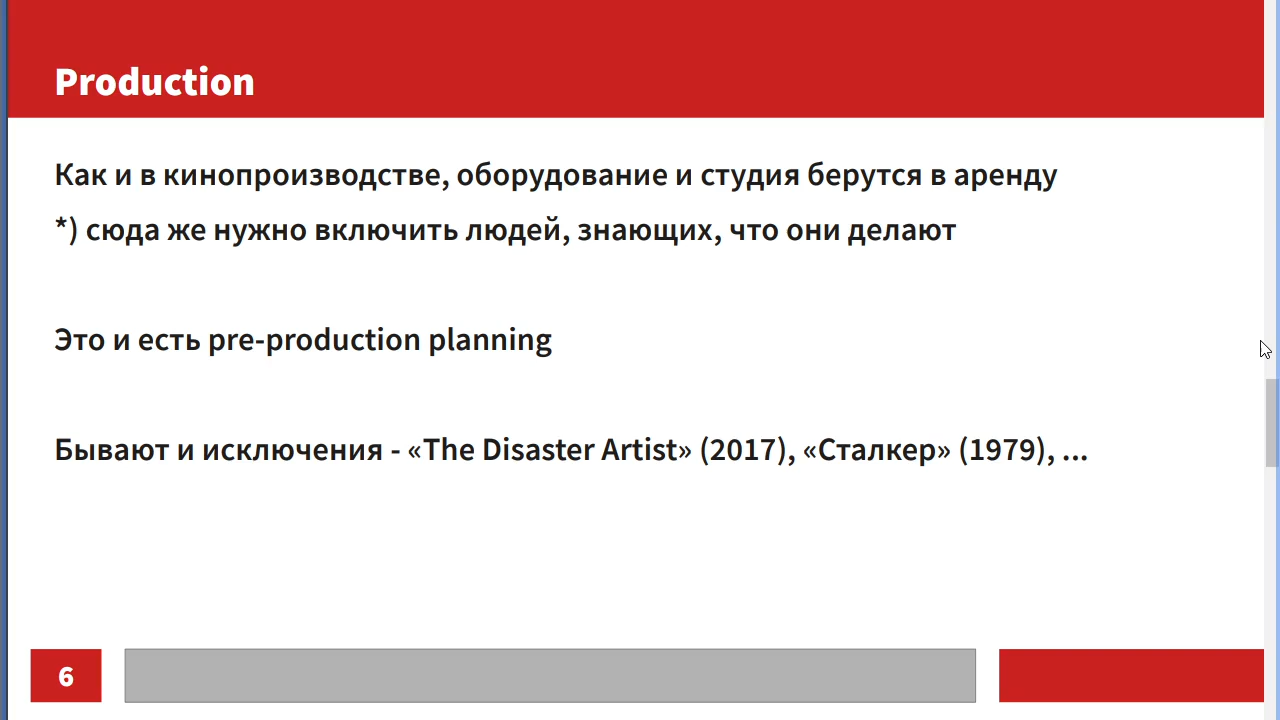 Production
Как и в кинопроизводстве, оборудование и студия берутся в аренду
*) сюда же нужно включить людей, знающих, что они делают
Это и есть pre-production planning
Бывают и исключения - «The Disaster Artist» (2017), «Сталкер» (1979), ...
6